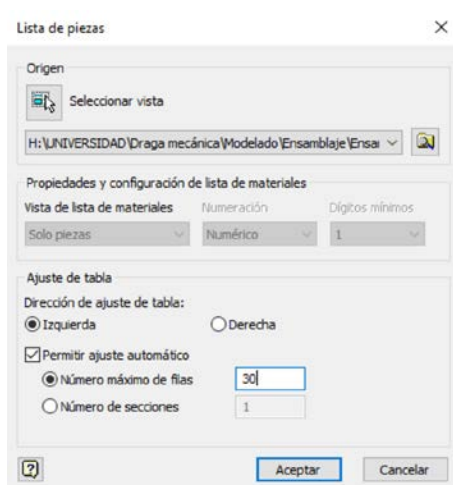 Lista de piezas
Origen
Seleccionar vista
H:\UNIVERSIDAD\Draga mecánica\Modelado\Ensamblaje\Ensai
Propiedades y configuración de lista de materiales
Vista de lista de materiales Numeración Dígitos mínimos
Solo piezas Numérico 1
Ajuste de tabla
Dirección de ajuste de tabla:
Izquierda Derecha
Permitir ajuste automático
Número máximo de filas 30
Número de secciones 1
Aceptar Cancelar